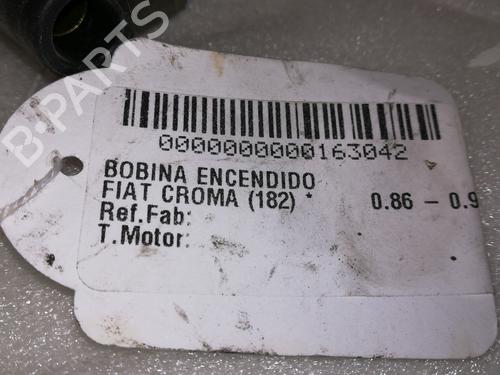 B-PARTS
0000000000163042
BOBINA ENCENDIDO
FIAT CROMA (182) * 0.86 - 0.9
Ref.Fab:
T.Motor: